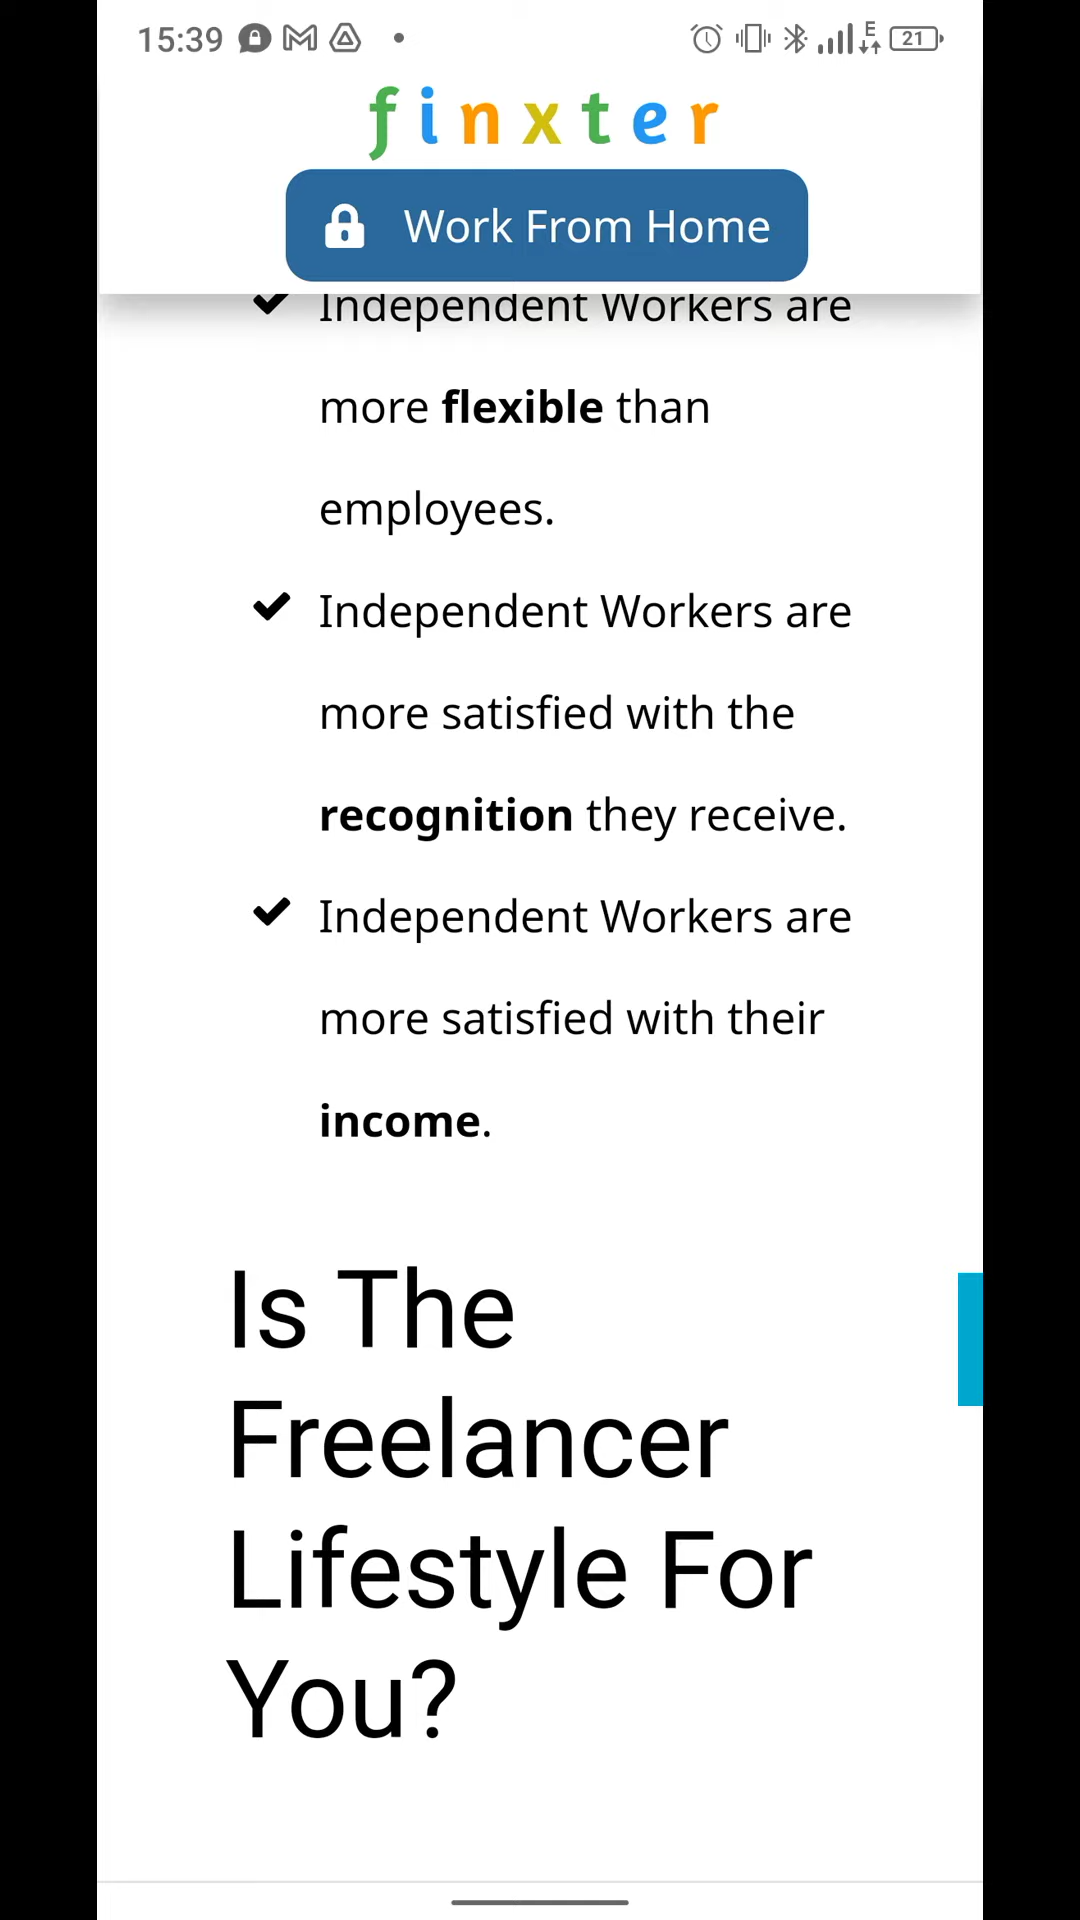 15:39
E
21
finxter
Work From Home
Independent Workers are
more flexible than
employees.
Independent Workers are
more satisfied with the
recognition they receive.
Independent Workers are
more satisfied with their
income.
Is The
Freelancer
Lifestyle For
You?